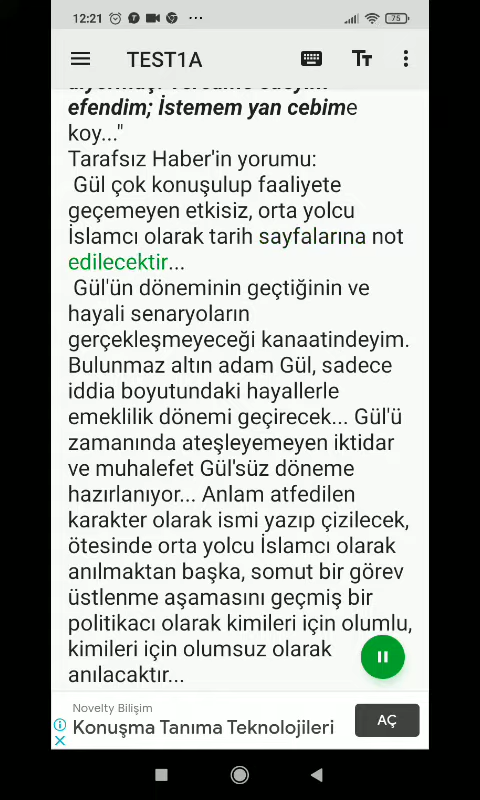 12:21
75
TEST1A
efendim; İstemem yan cebime
koy..."
Tarafsız Haber'in yorumu:
Gül çok konuşulup faaliyete
geçemeyen etkisiz, orta yolcu
İslamcı olarak tarih sayfalarına not
edilecektir...
Gül'ün döneminin geçtiğinin ve
hayali senaryoların
gerçekleşmeyeceği kanaatindeyim.
Bulunmaz altın adam Gül, sadece
iddia boyutundaki hayallerle
emeklilik dönemi geçirecek... Gül'ü
zamanında ateşleyemeyen iktidar
ve muhalefet Gül'süz döneme
hazırlanıyor... Anlam atfedilen
karakter olarak ismi yazıp çizilecek,
ötesinde orta yolcu İslamcı olarak
anılmaktan başka, somut bir görev
üstlenme aşamasını geçmiş bir
politikacı olarak kimileri için olumlu,
kimileri için olumsuz olarak
anılacaktır...
Novelty Bilişim
Konuşma Tanıma Teknolojileri
AÇ